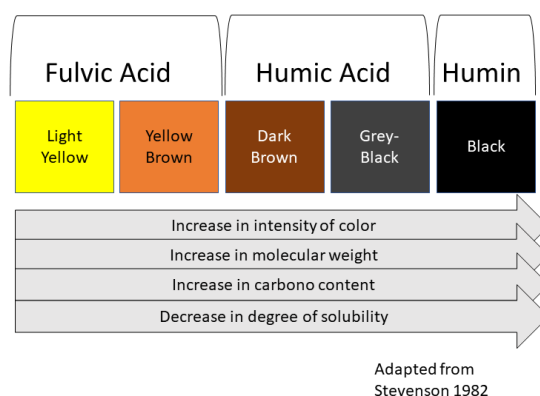 Fulvic Acid
Humic Acid
Humin
Light
Yellow
Yellow
Brown
Dark
Brown
Grey-
Black
Black
Increase in intensity of color
Increase in molecular weight
Increase in carbono content
Decrease in degree of solubility
Adapted from
Stevenson 1982